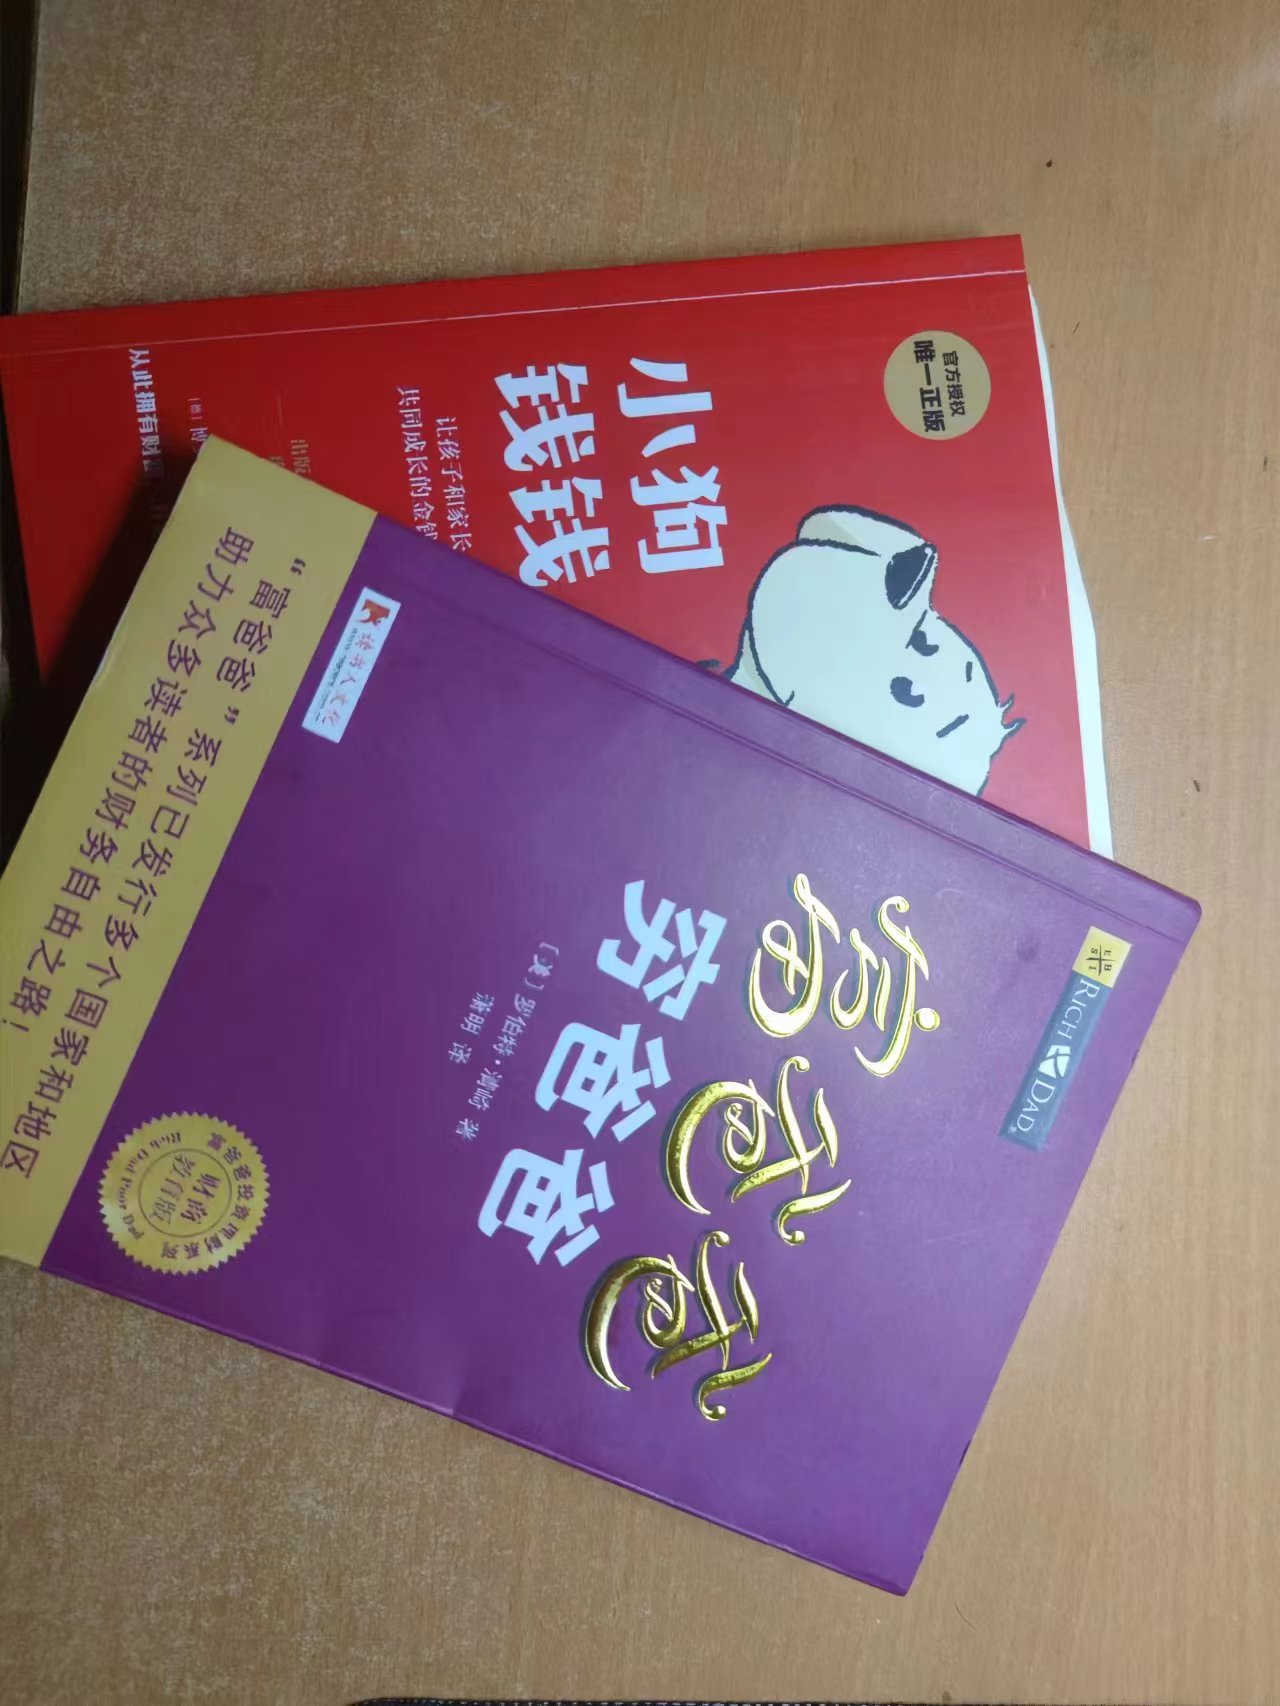 官方授权
唯一正版
小狗
钱钱
让孩子和家长
共同成长的金钱
出版
〔德〕博
从此拥有财富
E B
S I
RICH DAD
富爸爸
穷爸爸
〔美〕罗伯特·清崎 著
萧明 译
读书人文化
“富爸爸”系列已发行多个国家和地区
助力众多读者的财务自由之路!
富爸爸投资理财系列
财商
教育版
Rich Dad Poor Dad